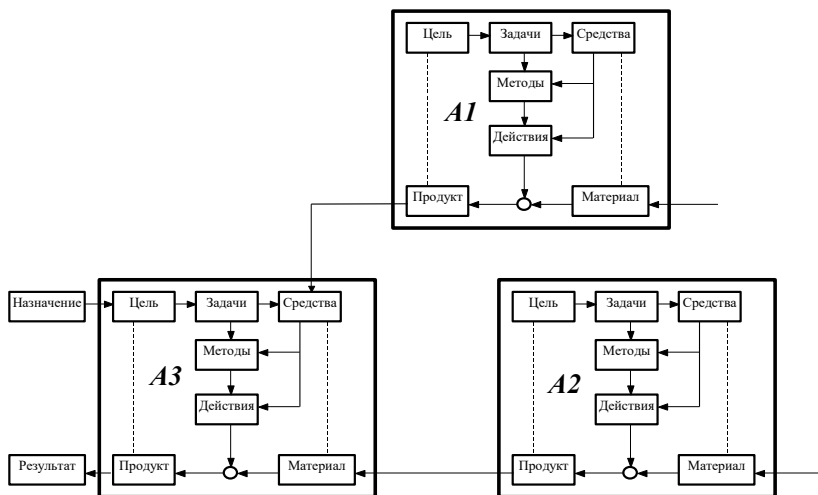 Цель Задачи Средства
Методы
A1
Действия
Продукт Материал
Назначение Цель Задачи Средства
Методы
A3
Действия
Результат Продукт Материал
Цель Задачи Средства
Методы
A2
Действия
Продукт Материал